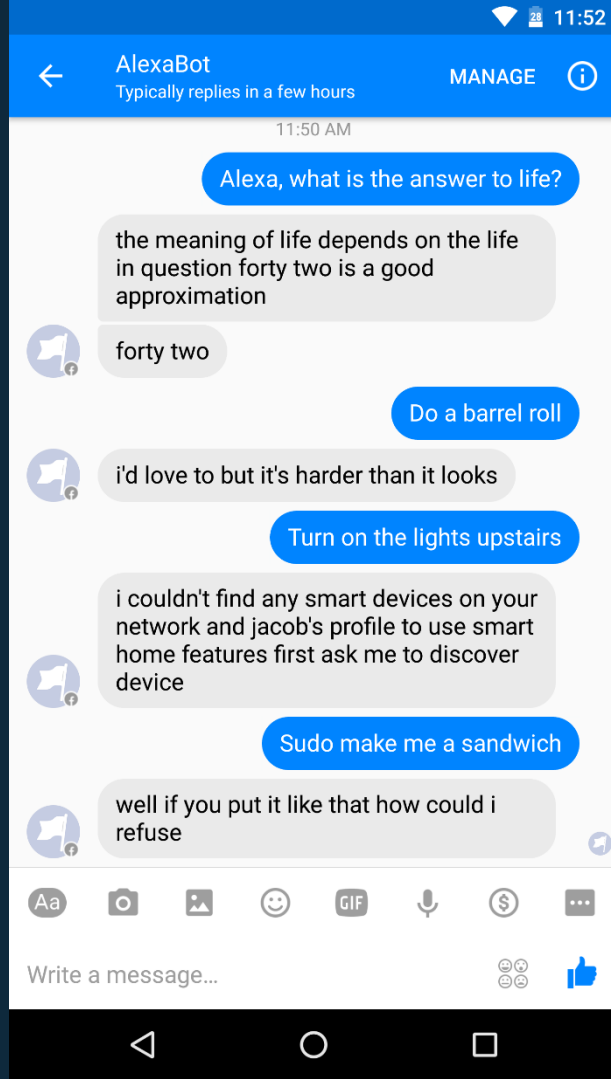 28 11:52
AlexaBot
Typically replies in a few hours
MANAGE
11:50 AM
Alexa, what is the answer to life?
the meaning of life depends on the life
in question forty two is a good
approximation
forty two
Do a barrel roll
i'd love to but it's harder than it looks
Turn on the lights upstairs
i couldn't find any smart devices on your
network and jacob's profile to use smart
home features first ask me to discover
device
Sudo make me a sandwich
well if you put it like that how could i
refuse
Aa
GIF
$
Write a message...